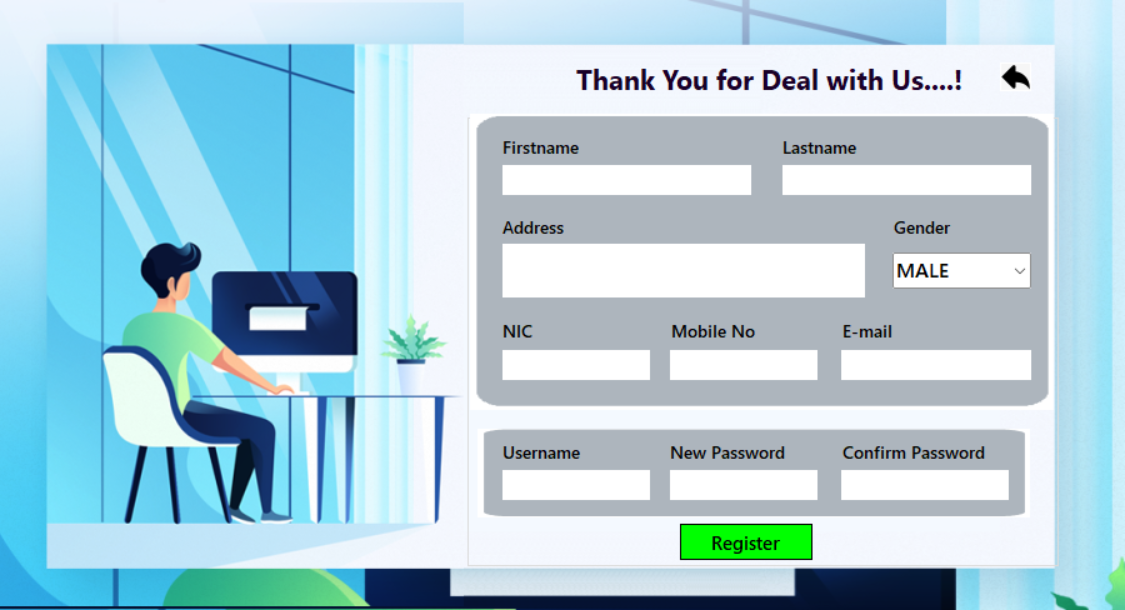 Thank You for Deal with Us....!
Firstname Lastname
Address Gender
MALE
NIC Mobile No E-mail
Username New Password Confirm Password
Register